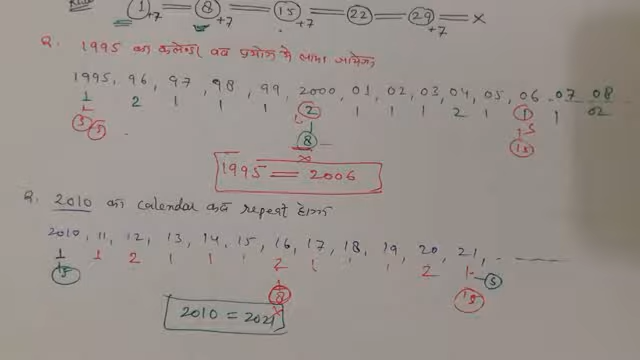 1 = 8 = 15 = 22 = 29 = ×
+7 +7 +7 +7
Q. 1995 का कलेन्डर कब प्रयोग मे लाया जायेगा
1995, 96, 97, 98, 99, 2000, 01, 02, 03, 04, 05, 06, 07, 08
1 2 1 1 1 2 1 1 1 2 1 1 1 02
8
×
15
1995 = 2006
Q. 2010 का calendar कब repeat होगा
2010, 11, 12, 13, 14, 15, 16, 17, 18, 19, 20, 21,
1 1 2 1 1 1 2 1 1 1 2 1 5
8
×
15
2010 = 2021